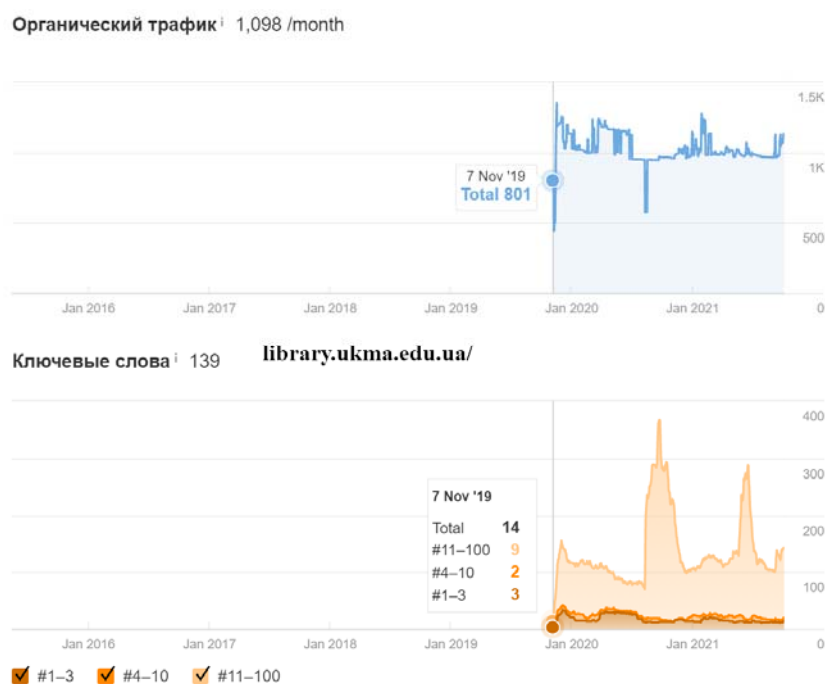 Органический трафик i 1,098 /month
1.5K
1K
7 Nov '19
Total 801
500
Jan 2016 Jan 2017 Jan 2018 Jan 2019 Jan 2020 Jan 2021 0
Ключевые слова i 139 library.ukma.edu.ua/
400
300
7 Nov '19
Total 14
200
#11–100 9
#4–10 2
100
#1–3 3
Jan 2016 Jan 2017 Jan 2018 Jan 2019 Jan 2020 Jan 2021 0
#1–3 #4–10 #11–100